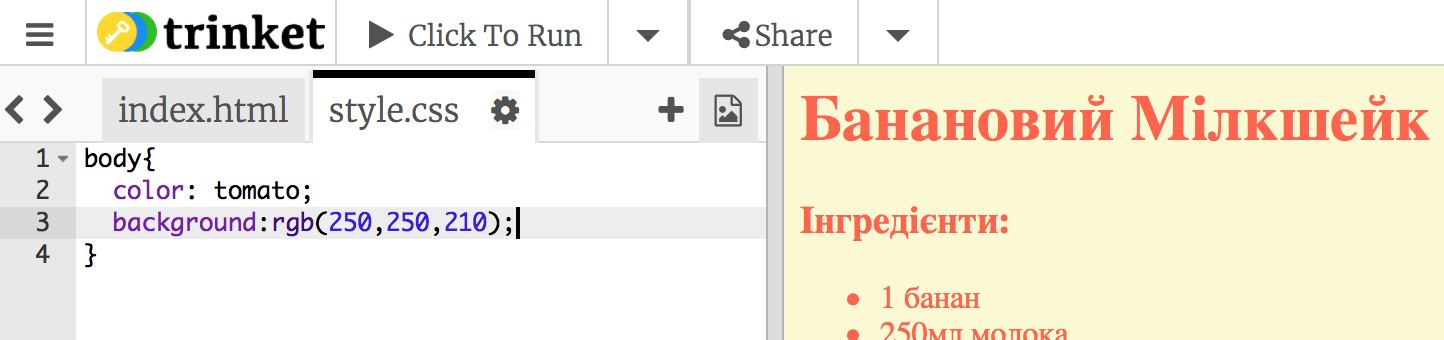 trinket Click To Run Share
index.html style.css
1 body{
2 color: tomato;
3 background:rgb(250,250,210);
4 }
Банановий Мілкшейк
Інгредієнти:
1 банан
250мл молока